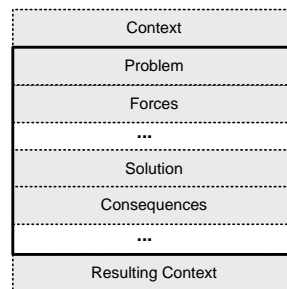 Context
Problem
Forces
...
Solution
Consequences
...
Resulting Context